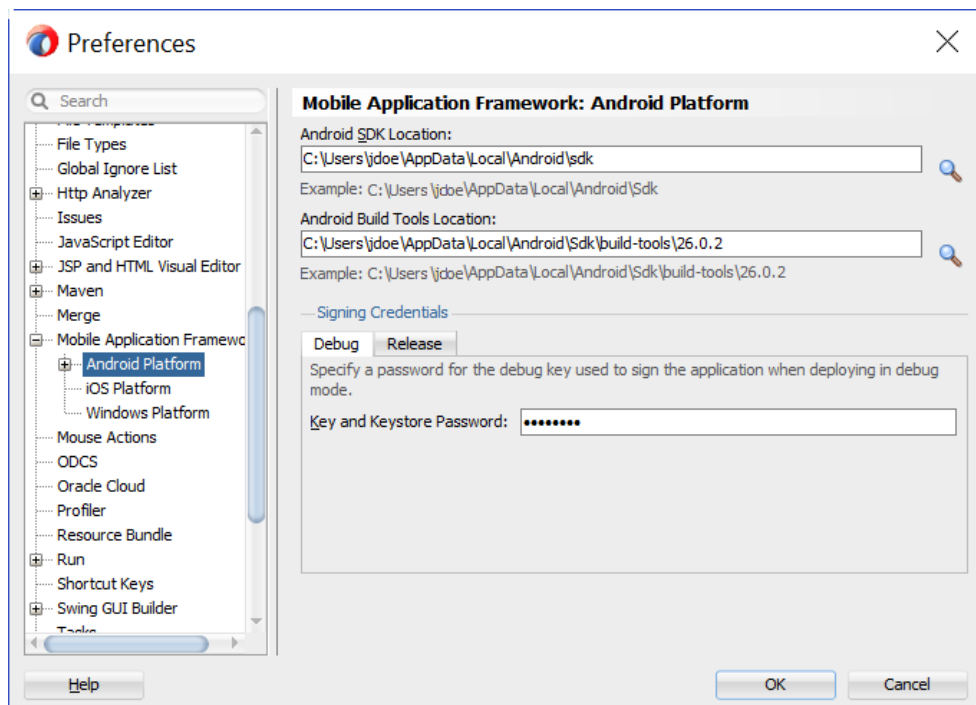 Preferences
Search
File Templates
File Types
Global Ignore List
Http Analyzer
Issues
JavaScript Editor
JSP and HTML Visual Editor
Maven
Merge
Mobile Application Framewo
Android Platform
iOS Platform
Windows Platform
Mouse Actions
ODCS
Oracle Cloud
Profiler
Resource Bundle
Run
Shortcut Keys
Swing GUI Builder
Tasks
Mobile Application Framework: Android Platform
Android SDK Location:
C:\Users\jdoe\AppData\Local\Android\sdk
Example: C:\Users\jdoe\AppData\Local\Android\Sdk
Android Build Tools Location:
C:\Users\jdoe\AppData\Local\Android\Sdk\build-tools\26.0.2
Example: C:\Users\jdoe\AppData\Local\Android\Sdk\build-tools\26.0.2
Signing Credentials
Debug Release
Specify a password for the debug key used to sign the application when deploying in debug
mode.
Key and Keystore Password: ••••••••
Help OK Cancel